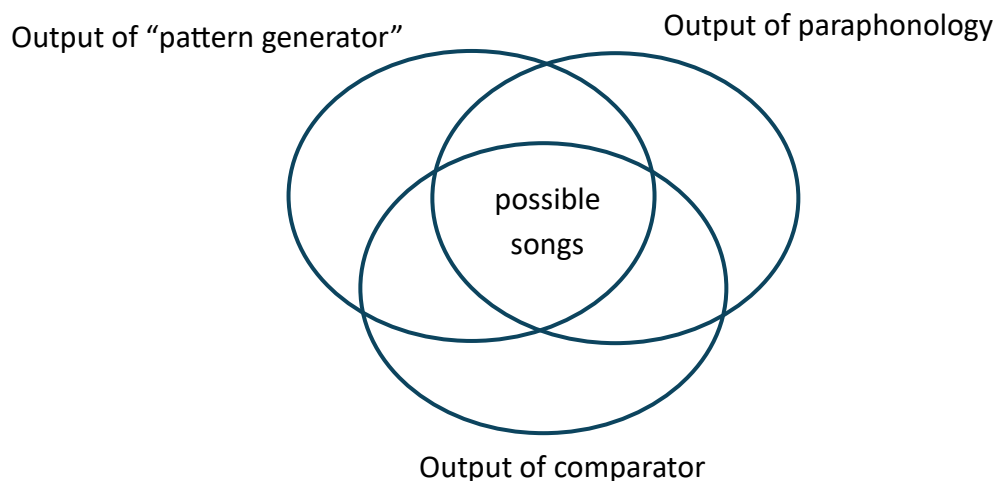 Output of “pattern generator”
Output of paraphonology
possible
songs
Output of comparator